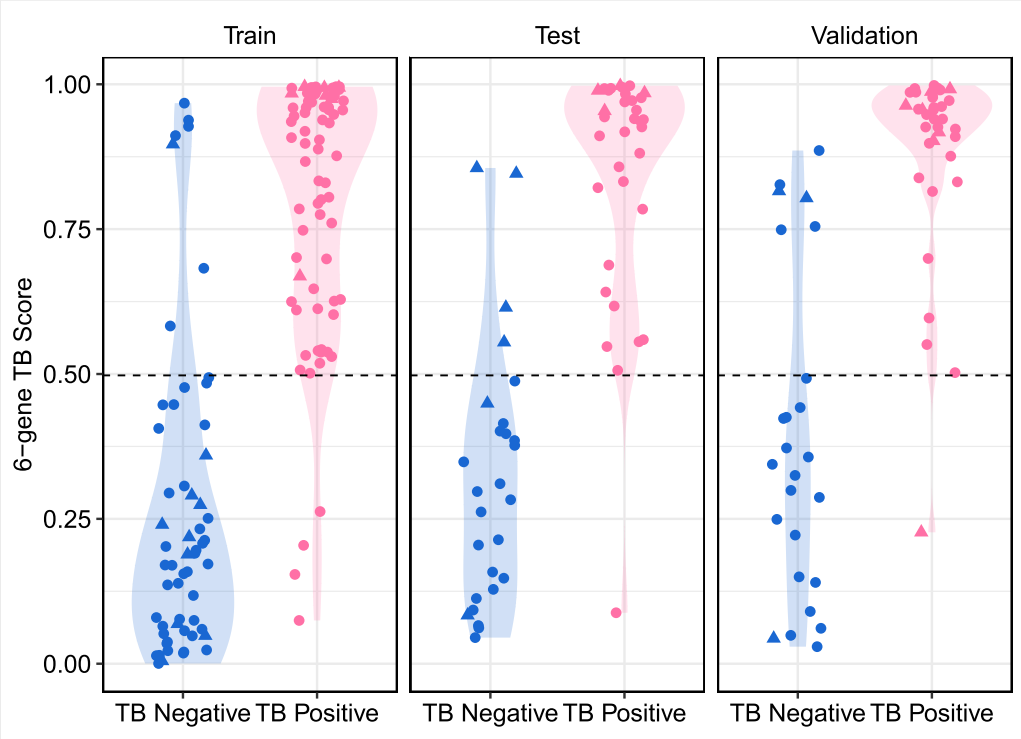 Train Test Validation
6−gene TB Score
1.00
0.75
0.50
0.25
0.00
TB Negative TB Positive TB Negative TB Positive TB Negative TB Positive